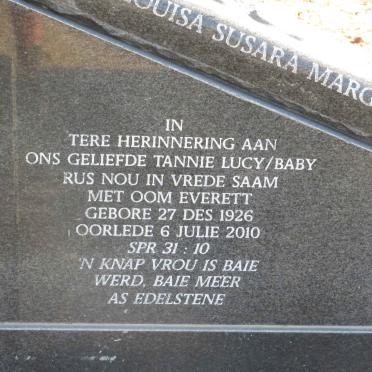 LOUISA SUSARA MARG
IN
TERE HERINNERING AAN
ONS GELIEFDE TANNIE LUCY/BABY
RUS NOU IN VREDE SAAM
MET OOM EVERETT
GEBORE 27 DES 1926
OORLEDE 6 JULIE 2010
SPR 31 : 10
'N KNAP VROU IS BAIE
WERD, BAIE MEER
AS EDELSTENE